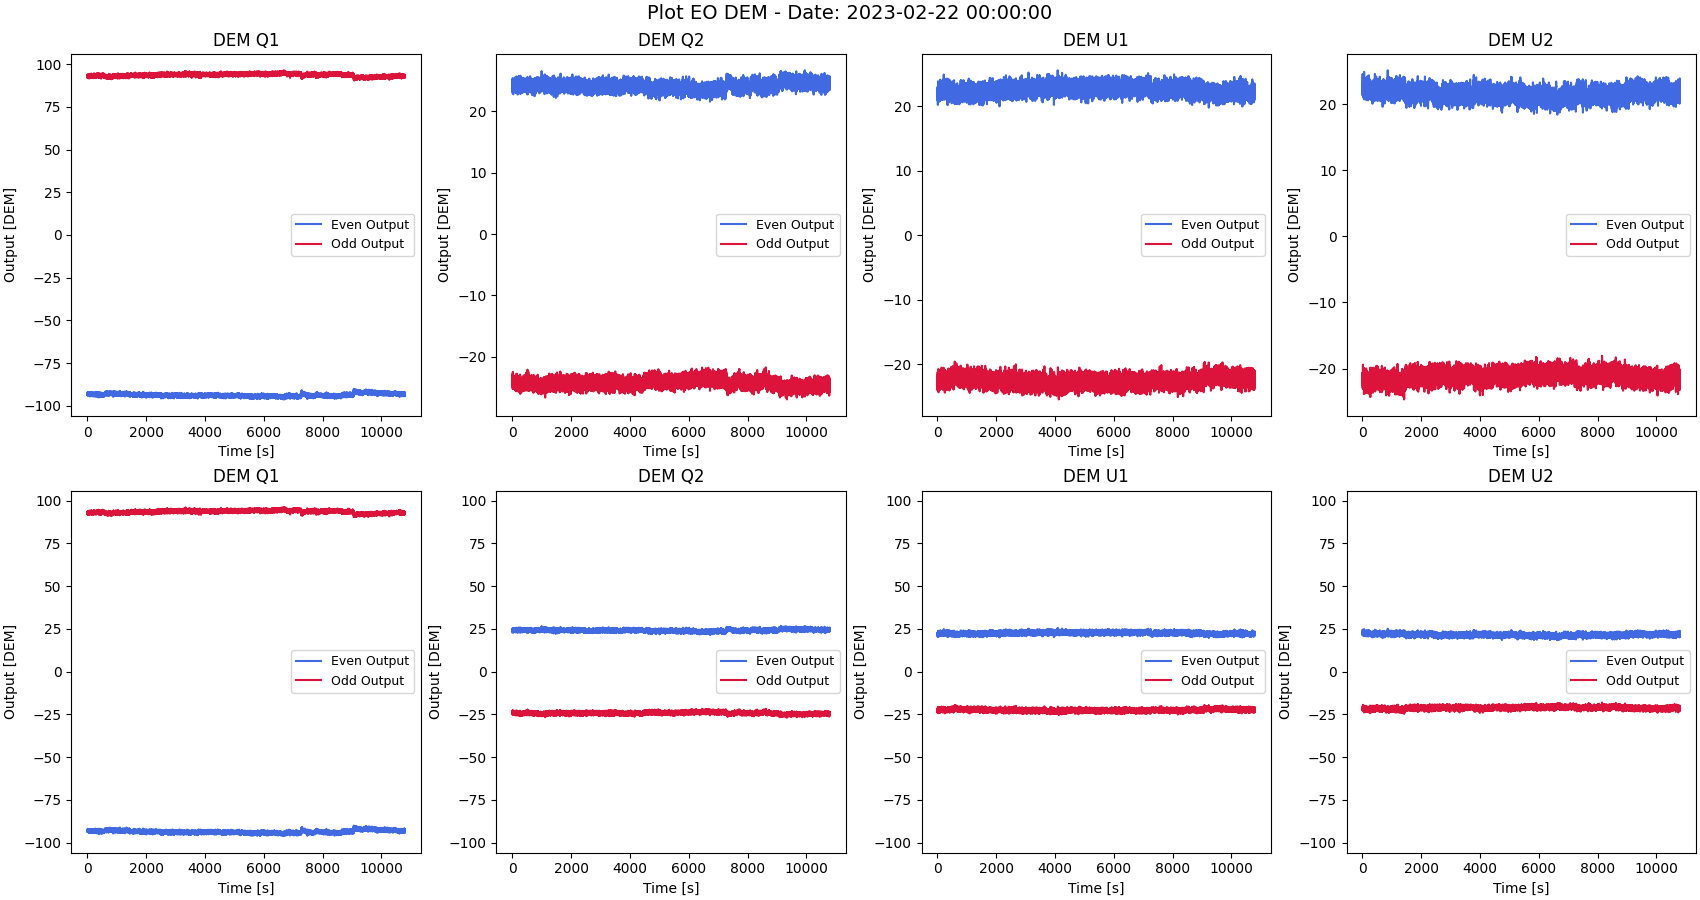 Plot EO DEM - Date: 2023-02-22 00:00:00
DEM Q1
DEM Q2
DEM U1
DEM U2
Output [DEM]
100
75
50
25
0
−25
−50
−75
−100
Even Output
Odd Output
0 2000 4000 6000 8000 10000
Time [s]
Output [DEM]
20
10
0
−10
−20
Even Output
Odd Output
0 2000 4000 6000 8000 10000
Time [s]
Output [DEM]
20
10
0
−10
−20
Even Output
Odd Output
0 2000 4000 6000 8000 10000
Time [s]
Output [DEM]
20
10
0
−10
−20
Even Output
Odd Output
0 2000 4000 6000 8000 10000
Time [s]
DEM Q1
DEM Q2
DEM U1
DEM U2
Output [DEM]
100
75
50
25
0
−25
−50
−75
−100
Even Output
Odd Output
0 2000 4000 6000 8000 10000
Time [s]
Output [DEM]
100
75
50
25
0
−25
−50
−75
−100
Even Output
Odd Output
0 2000 4000 6000 8000 10000
Time [s]
Output [DEM]
100
75
50
25
0
−25
−50
−75
−100
Even Output
Odd Output
0 2000 4000 6000 8000 10000
Time [s]
Output [DEM]
100
75
50
25
0
−25
−50
−75
−100
Even Output
Odd Output
0 2000 4000 6000 8000 10000
Time [s]